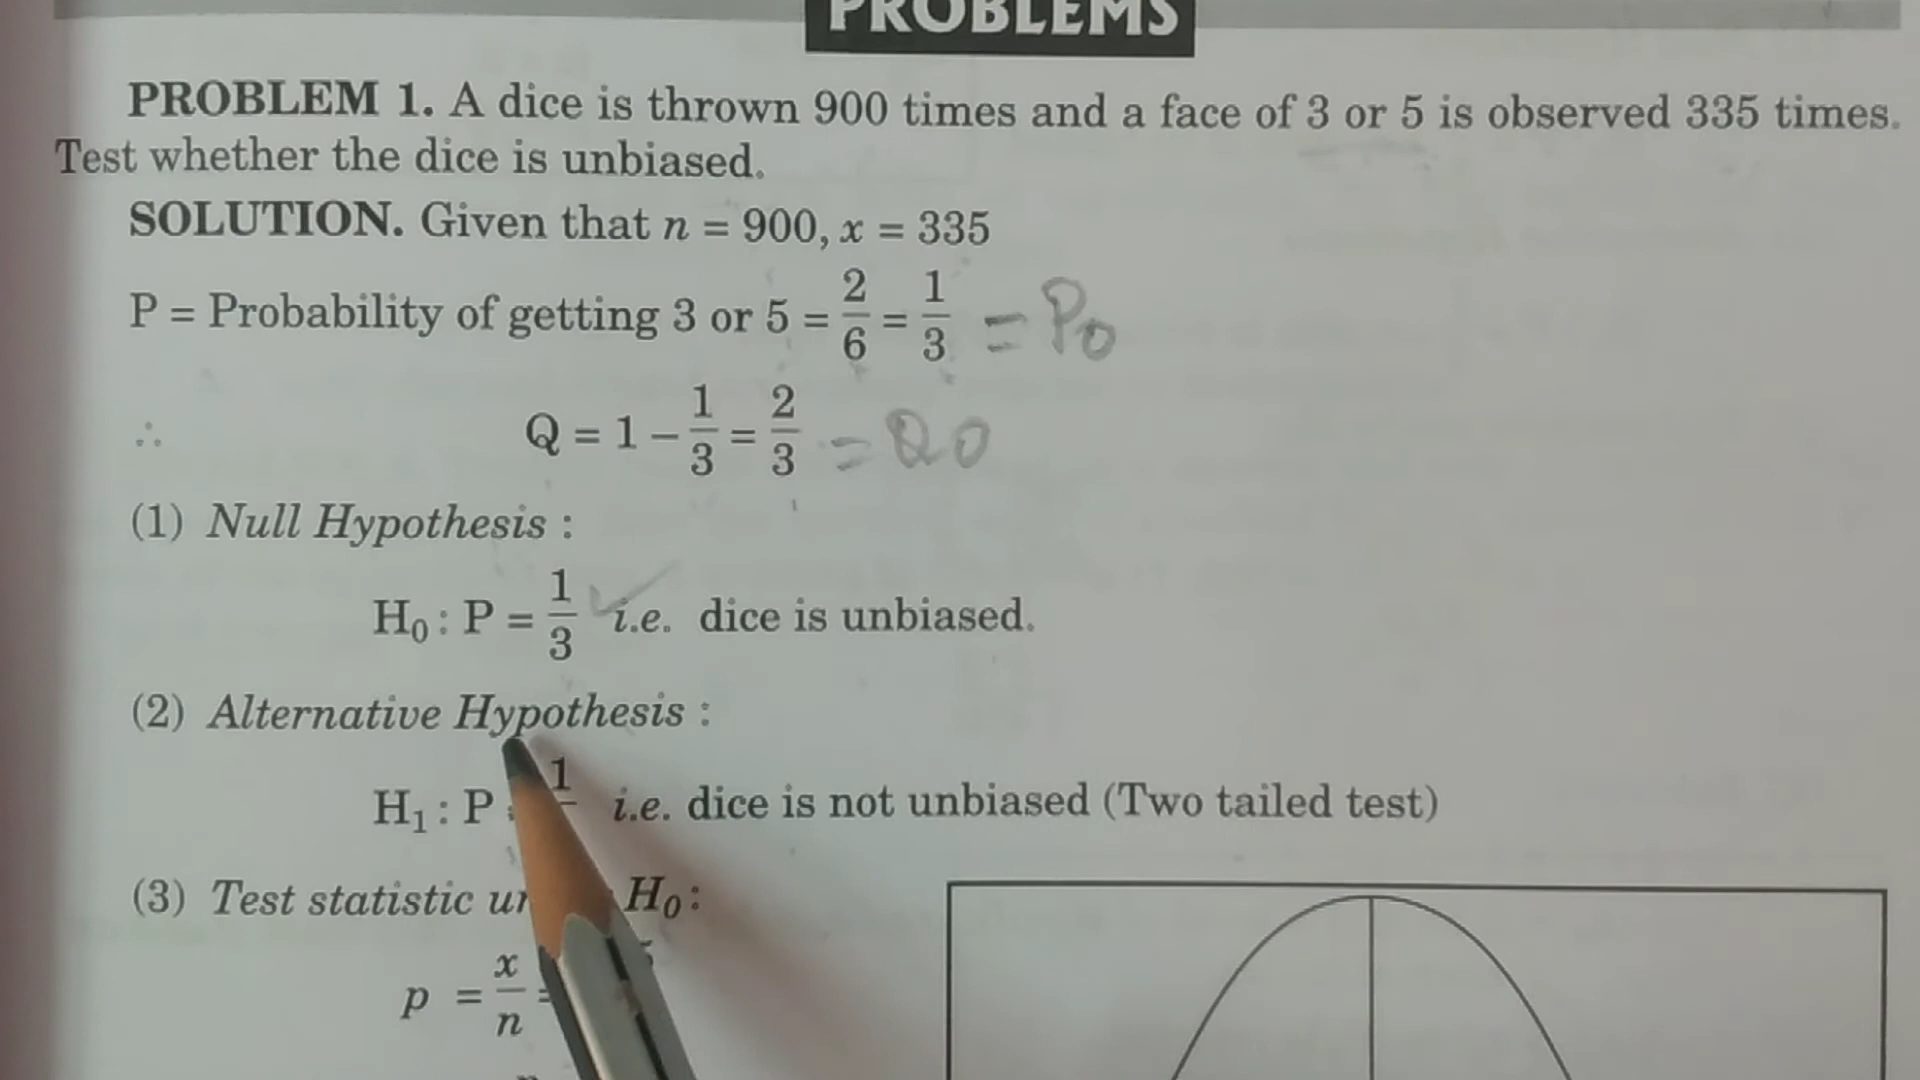 PROBLEMS
PROBLEM 1. A dice is thrown 900 times and a face of 3 or 5 is observed 335 times.
Test whether the dice is unbiased.
SOLUTION. Given that n = 900, x = 335
P = Probability of getting 3 or 5 = 2/6 = 1/3 = P0
∴ Q = 1 − 1/3 = 2/3 = Q0
(1) Null Hypothesis :
H₀ : P = 1/3 i.e. dice is unbiased.
(2) Alternative Hypothesis :
H₁ : P 1 i.e. dice is not unbiased (Two tailed test)
(3) Test statistic H₀ :
p = x/n =